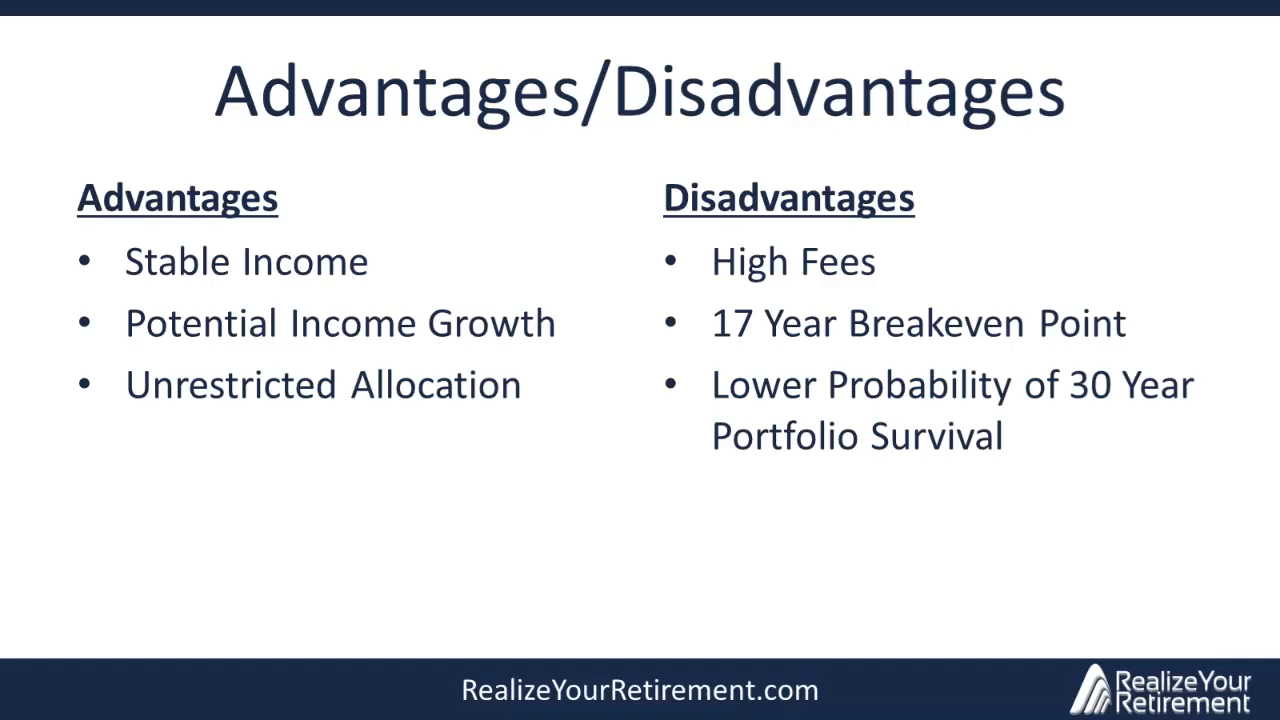 Advantages/Disadvantages
Advantages
• Stable Income
• Potential Income Growth
• Unrestricted Allocation
Disadvantages
• High Fees
• 17 Year Breakeven Point
• Lower Probability of 30 Year
Portfolio Survival
RealizeYourRetirement.com
RealizeYour
Retirement